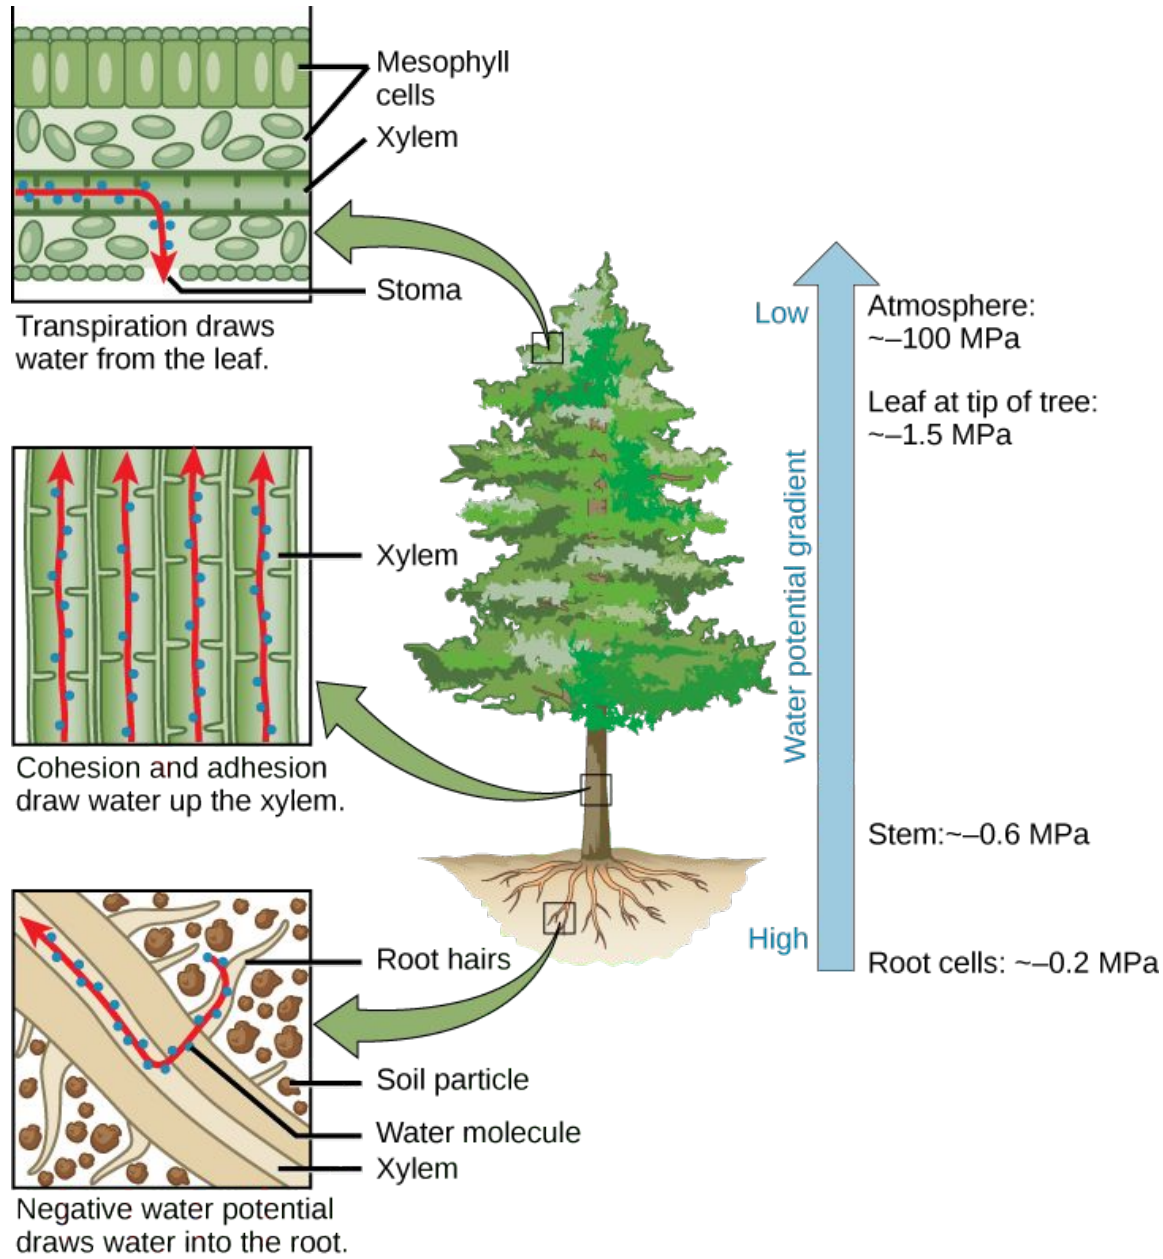 Mesophyll
cells
Xylem
Stoma
Transpiration draws
water from the leaf.
Xylem
Cohesion and adhesion
draw water up the xylem.
Root hairs
Soil particle
Water molecule
Xylem
Negative water potential
draws water into the root.
Low
Water potential gradient
High
Atmosphere:
~–100 MPa
Leaf at tip of tree:
~–1.5 MPa
Stem:~–0.6 MPa
Root cells: ~–0.2 MPa